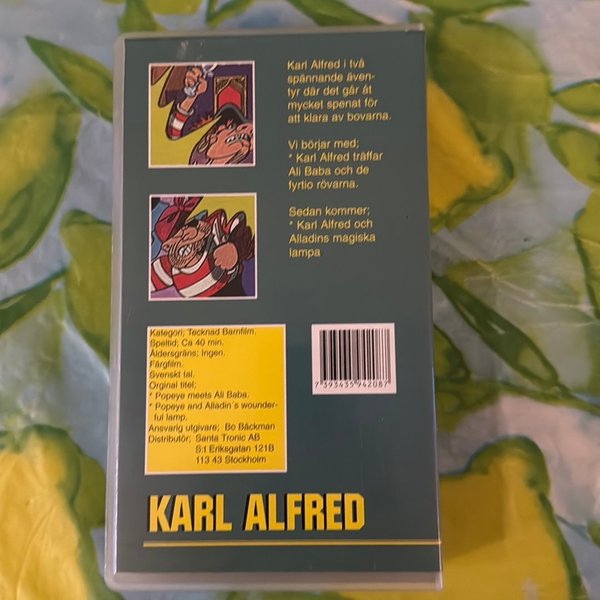 Karl Alfred i två
spännande även-
tyr där det går åt
mycket spenat för
att klara av bovarna.
Vi börjar med;
* Karl Alfred träffar
Ali Baba och de
fyrtio rövarna.
Sedan kommer;
* Karl Alfred och
Alladins magiska
lampa
Kategori; Tecknad Barnfilm.
Speltid; Ca 40 min.
Åldersgräns; Ingen.
Färgfilm.
Svenskt tal.
Orginal titel;
* Popeye meets Ali Baba.
* Popeye and Alladin´s wounder-
ful lamp.
Ansvarig utgivare; Bo Bäckman
Distributör; Santa Tronic AB
S:t Eriksgatan 121B
113 43 Stockholm
7 393435 942087
KARL ALFRED